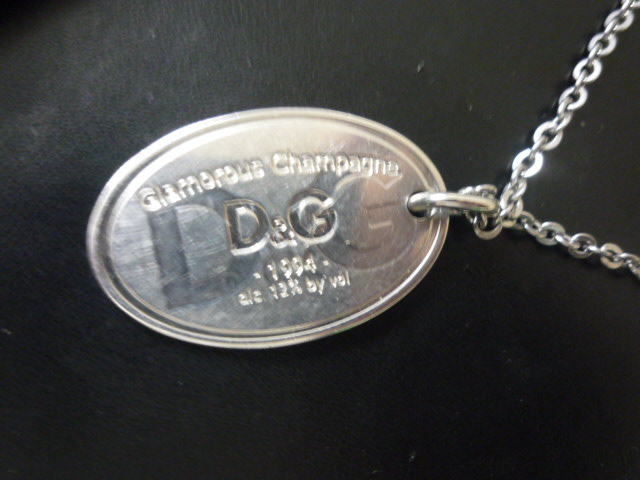 Glamorous Champagne
D&G
D&G
- 1994 -
alc 12% by vol